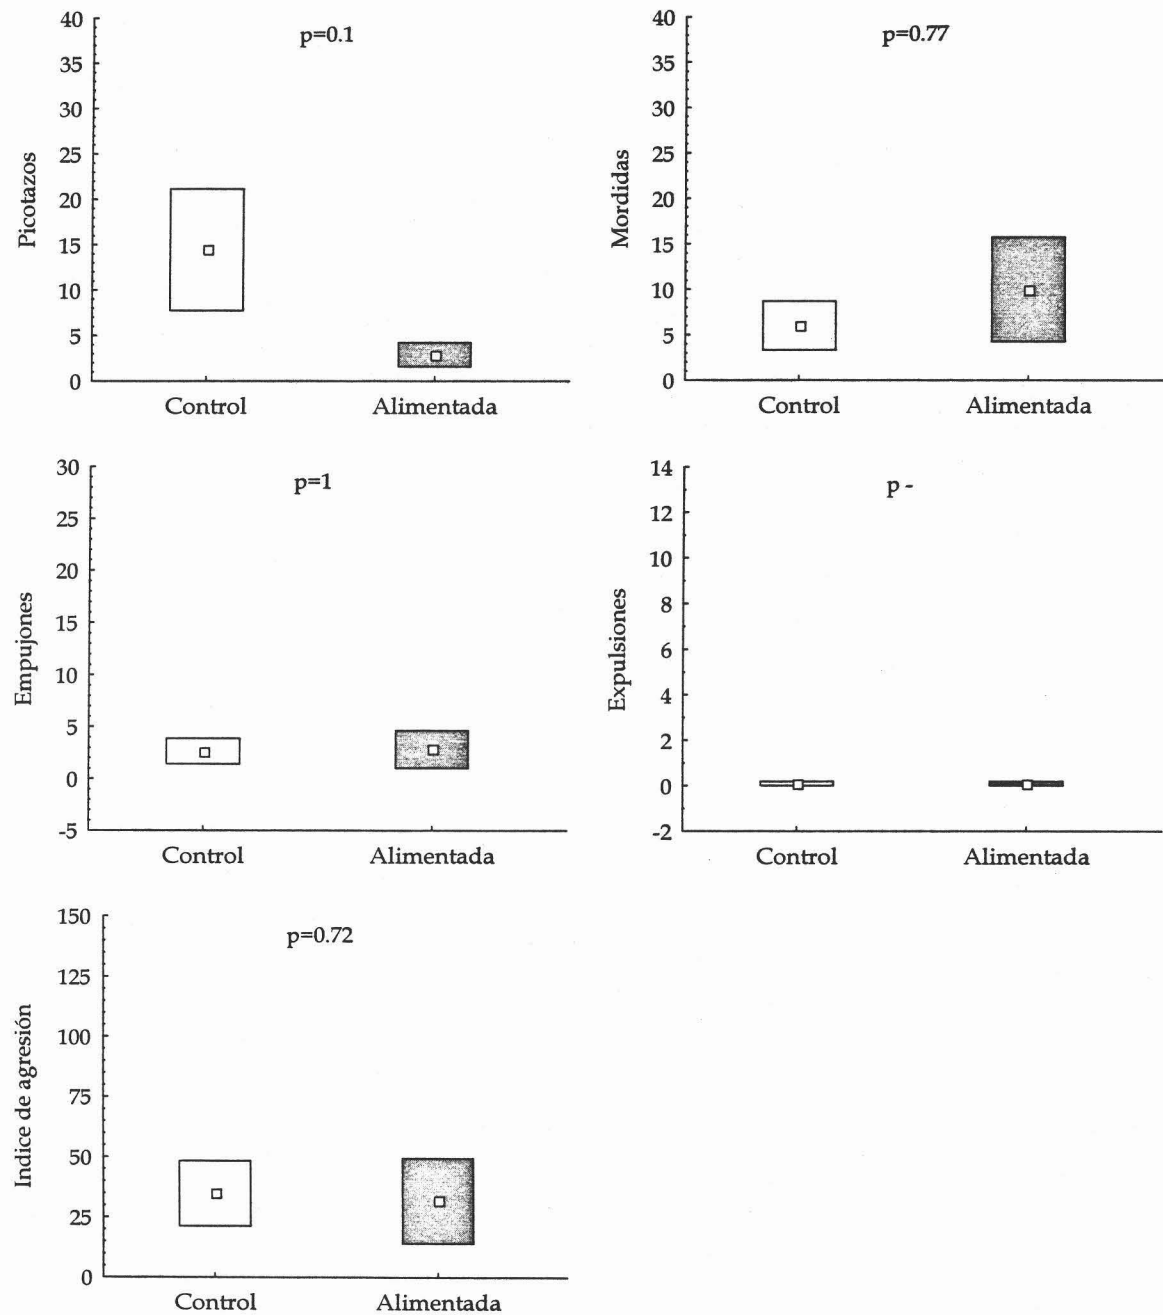 p=0.1
Picotazos
40
35
30
25
20
15
10
5
0
Control Alimentada
p=0.77
Mordidas
40
35
30
25
20
15
10
5
0
Control Alimentada
p=1
Empujones
30
25
20
15
10
5
0
-5
Control Alimentada
p -
Expulsiones
14
12
10
8
6
4
2
0
-2
Control Alimentada
p=0.72
Indice de agresión
150
125
100
75
50
25
0
Control Alimentada